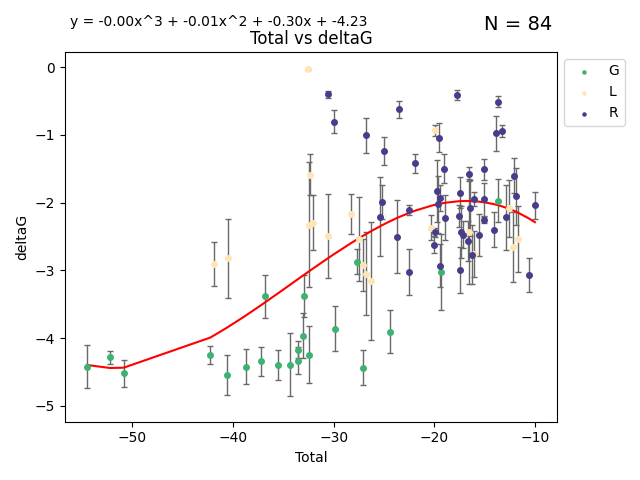 y = -0.00x^3 + -0.01x^2 + -0.30x + -4.23
N = 84
Total vs deltaG
G
L
R
0
−1
−2
−3
−4
−5
deltaG
−50
−40
−30
−20
−10
Total